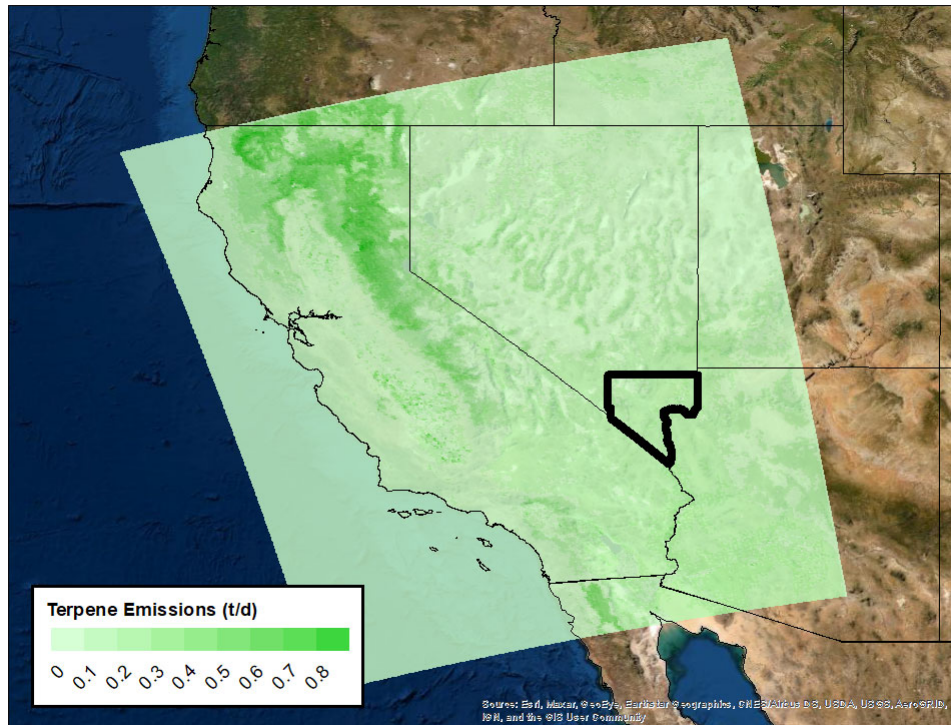 Terpene Emissions (t/d)
0 0.1 0.2 0.3 0.4 0.5 0.6 0.7 0.8
Source: Esri, Maxar, GeoEye, Earthstar Geographics, CNES/Airbus DS, USDA, USGS, AeroGRID,
IGN, and the GIS User Community